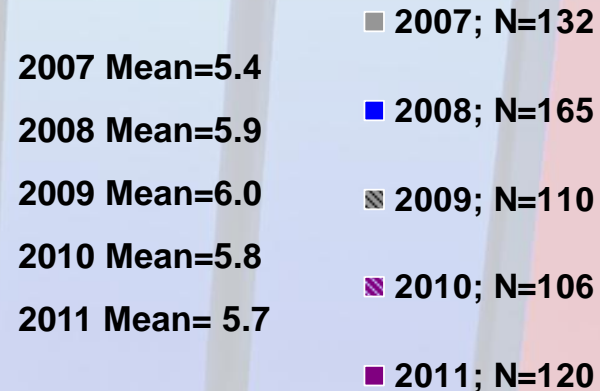 2007 Mean=5.4
2008 Mean=5.9
2009 Mean=6.0
2010 Mean=5.8
2011 Mean= 5.7
2007; N=132
2008; N=165
2009; N=110
2010; N=106
2011; N=120